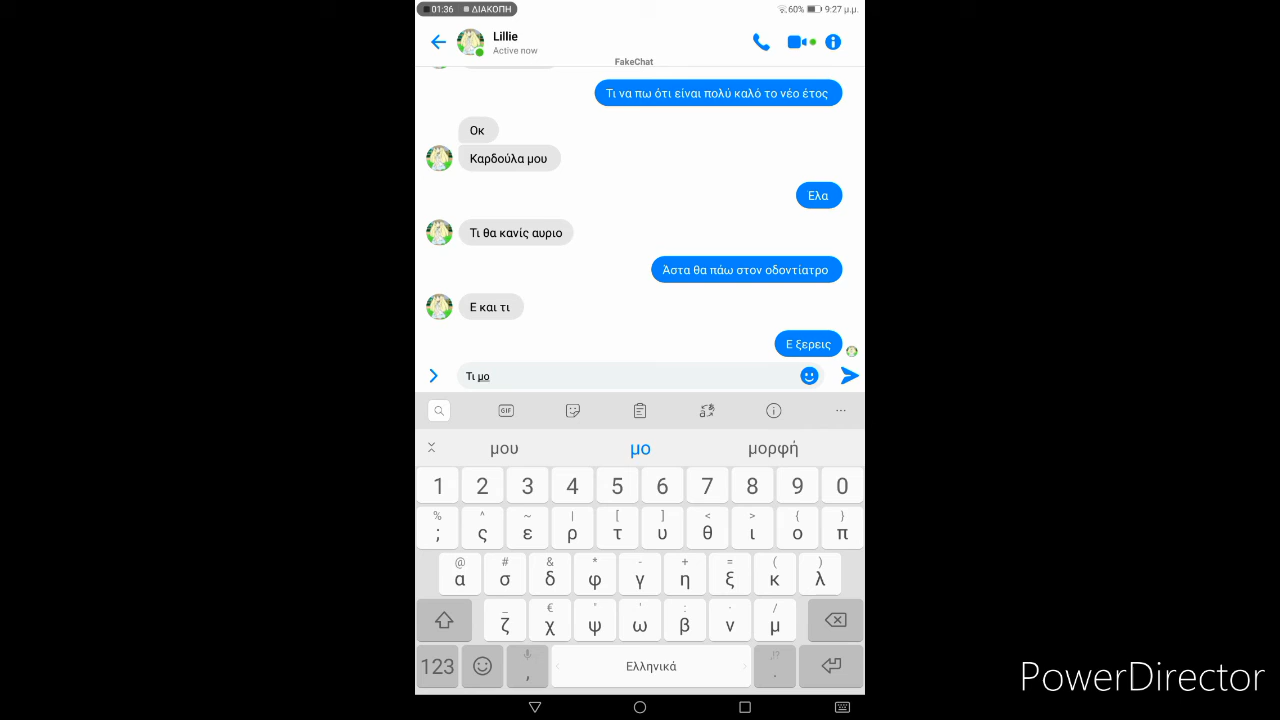 01:36 ΔΙΑΚΟΠΗ
60% 9:27 μ.μ.
Lillie
Active now
FakeChat
Τι να πω ότι είναι πολύ καλό το νέο έτος
Οκ
Καρδούλα μου
Ελα
Τι θα κανίς αυριο
Άστα θα πάω στον οδοντίατρο
Ε και τι
Ε ξερεις
Τι μο
GIF
μου μο μορφή
1 2 3 4 5 6 7 8 9 0
% ^ ~ | [ ] < > { }
; ς ε ρ τ υ θ ι ο π
@ # & * - + = ( )
α σ δ φ γ η ξ κ λ
_ € " ' : · /
ζ χ ψ ω β ν μ
123 , Ελληνικά .
PowerDirector